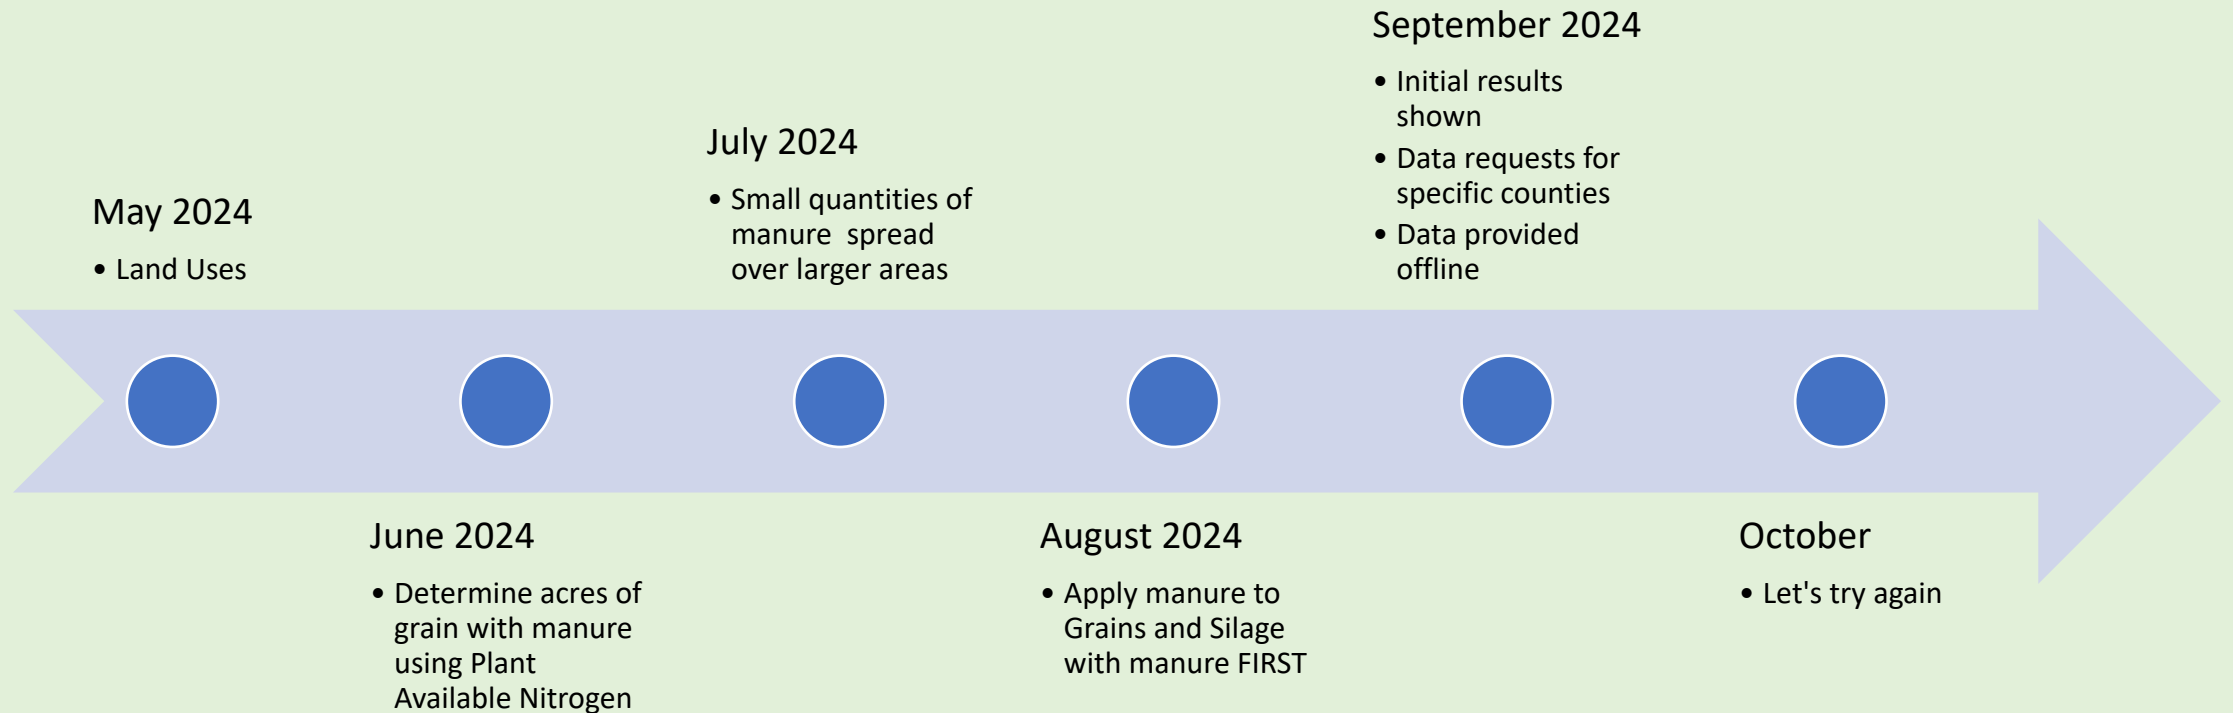 May 2024
• Land Uses
June 2024
• Determine acres of
grain with manure
using Plant
Available Nitrogen
July 2024
• Small quantities of
manure  spread
over larger areas
August 2024
• Apply manure to
Grains and Silage
with manure FIRST
September 2024
• Initial results
shown
• Data requests for
specific counties
• Data provided
offline
October
• Let's try again